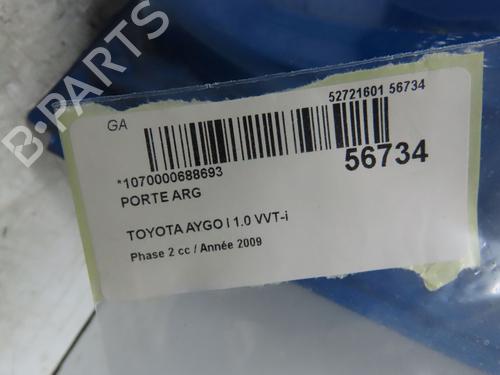 B-PARTS
GA
52721601 56734
*1070000688693
56734
PORTE ARG
TOYOTA AYGO I 1.0 VVT-i
Phase 2 cc / Année 2009